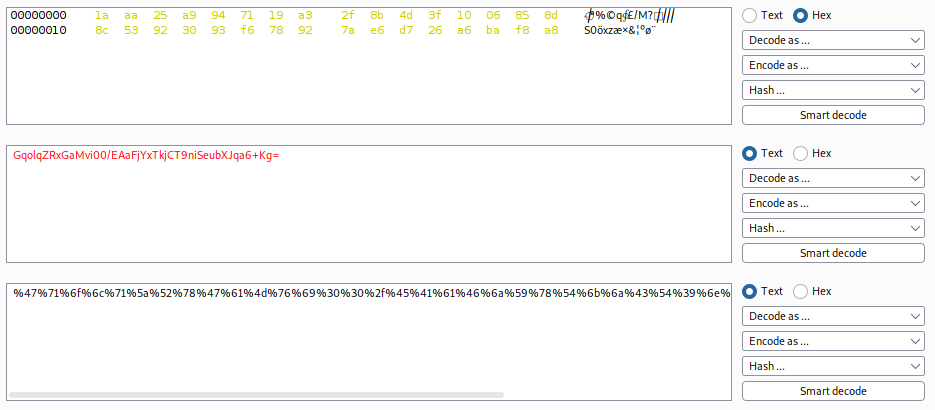 00000000 1a aa 25 a9 94 71 19 a3 2f 8b 4d 3f 10 06 85 8d
00000010 8c 53 92 30 93 f6 78 92 7a e6 d7 26 a6 ba f8 a8 S0öxzæ×&¦ºø¨
Text Hex
Decode as ...
Encode as ...
Hash ...
Smart decode
GqolqZRxGaMvi00/EAaFjYxTkjCT9niSeubXJqa6+Kg=
Text Hex
Decode as ...
Encode as ...
Hash ...
Smart decode
%47%71%6f%6c%71%5a%52%78%47%61%4d%76%69%30%30%2f%45%41%61%46%6a%59%78%54%6b%6a%43%54%39%6e%
Text Hex
Decode as ...
Encode as ...
Hash ...
Smart decode